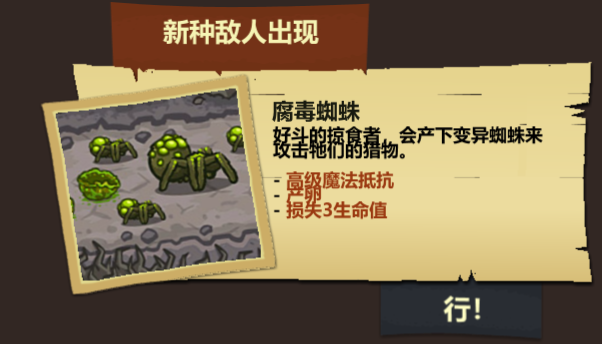 新种敌人出现
腐毒蜘蛛
好斗的掠食者，会产下变异蜘蛛来
攻击牠们的猎物。
- 高级魔法抵抗
- 产卵
- 损失3生命值
行!